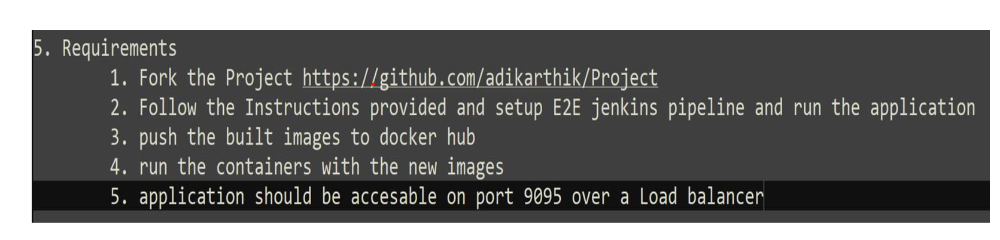 5. Requirements
1. Fork the Project https://github.com/adikarthik/Project
2. Follow the Instructions provided and setup E2E jenkins pipeline and run the application
3. push the built images to docker hub
4. run the containers with the new images
5. application should be accesable on port 9095 over a Load balancer